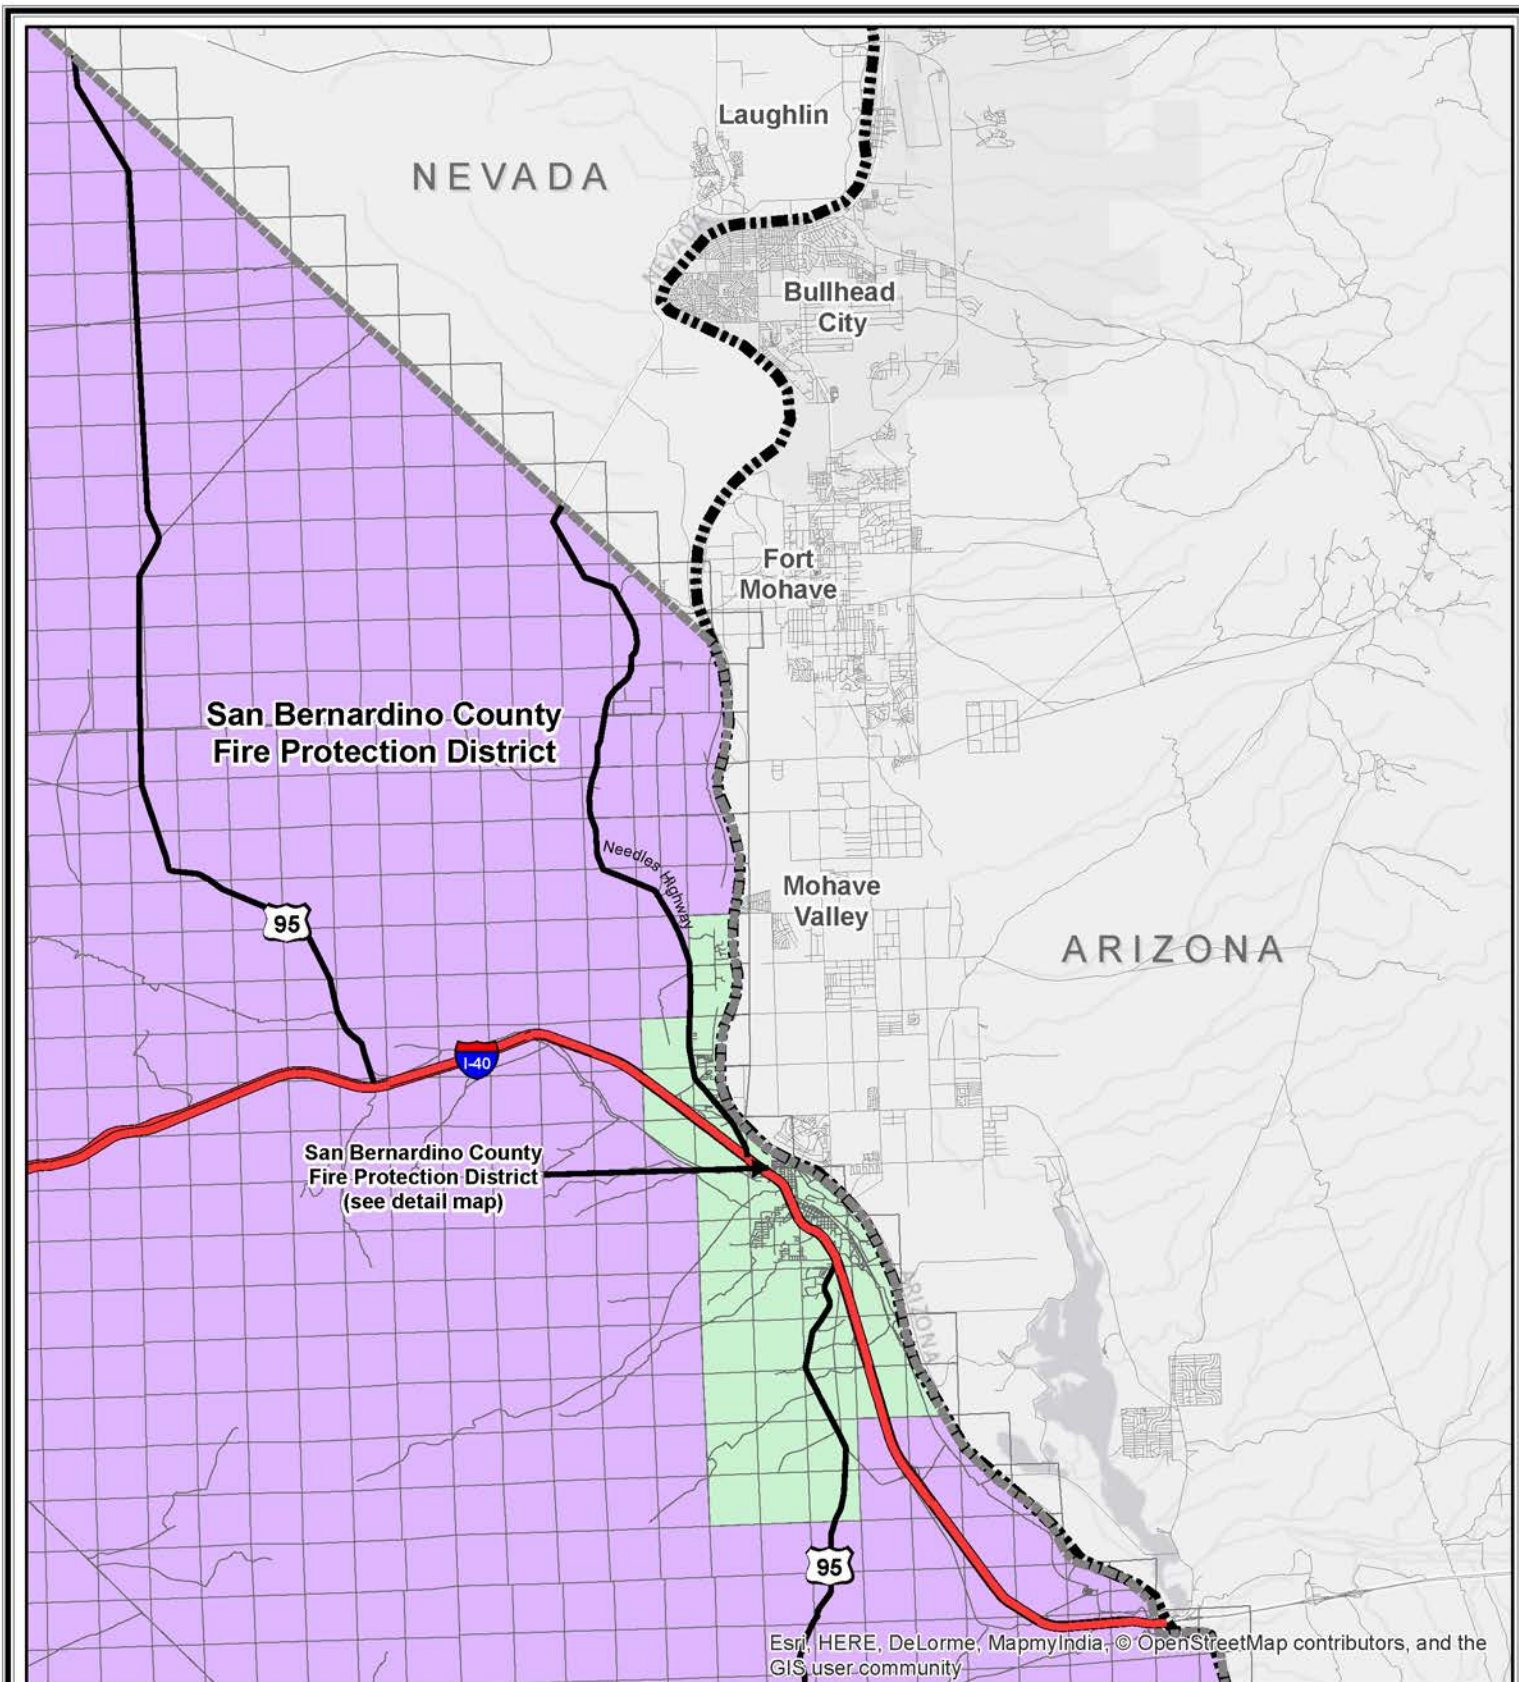 Laughlin
NEVADA
NEVADA
Bullhead
City
Fort
Mohave
San Bernardino County
Fire Protection District
Needles Highway
Mohave
Valley
95
ARIZONA
I-40
San Bernardino County
Fire Protection District
(see detail map)
ARIZONA
95
Esri, HERE, DeLorme, MapmyIndia, © OpenStreetMap contributors, and the
GIS user community